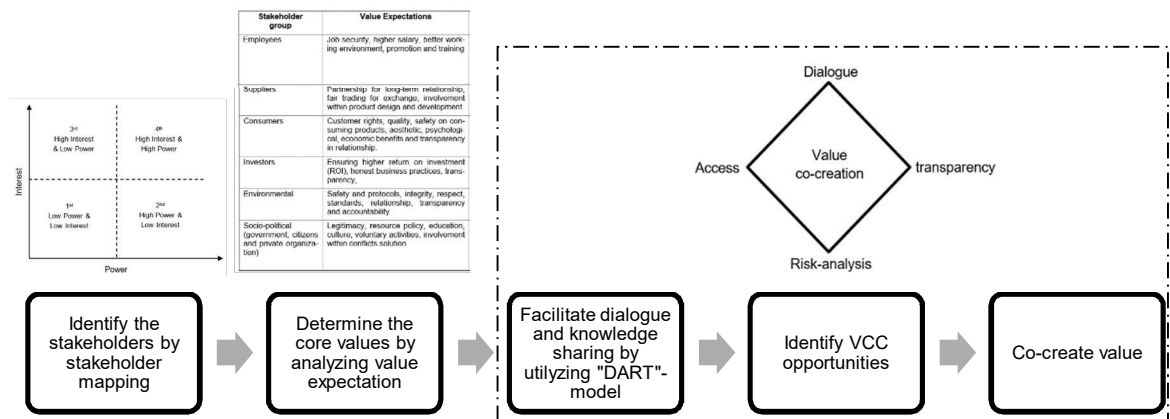 Stakeholder group
Value Expectations
Employees
Job security, higher salary, better work-
ing environment, promotion and training
Suppliers
Partnership for long-term relationship,
fair trading for exchange, involvement
within product design and development
Consumers
Customer rights, quality, safety on con-
suming products, aesthetic, psychologi-
cal, economic benefits and transparency
in relationship.
Investors
Ensuring higher return on investment
(ROI), honest business practices, trans-
parency,
Environmental
Safety and protocols, integrity, respect,
standards, relationship, transparency
and accountability
Socio-political
(government, citizens
and private organiza-
tion)
Legitimacy, resource policy, education,
culture, voluntary activities, involvement
within conflicts solution
Interest
3rd
High Interest
& Low Power
4th
High Interest &
High Power
1st
Low Power &
Low Interest
2nd
High Power &
Low Interest
Power
Dialogue
Access
Value
co-creation
transparency
Risk-analysis
Identify the
stakeholders by
stakeholder
mapping
Determine the
core values by
analyzing value
expectation
Facilitate dialogue
and knowledge
sharing by
utilyzing "DART"-
model
Identify VCC
opportunities
Co-create value